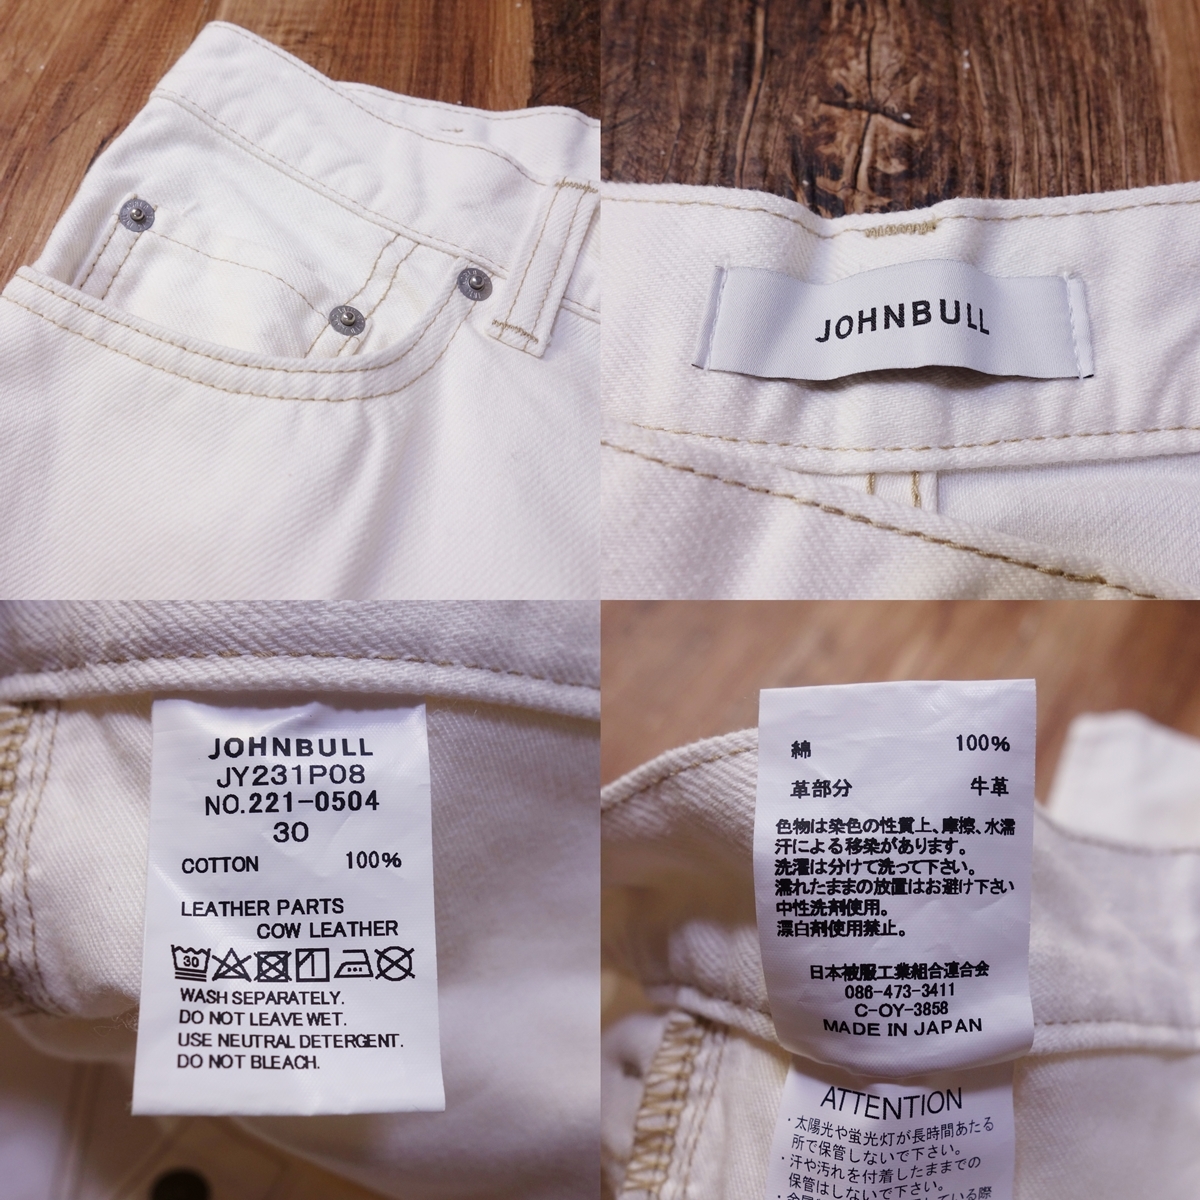 JOHNBULL
JOHNBULL
JY231P08
NO.221-0504
30
COTTON 100%
LEATHER PARTS
COW LEATHER
30
WASH SEPARATELY.
DO NOT LEAVE WET.
USE NEUTRAL DETERGENT.
DO NOT BLEACH.
綿 100%
革部分 牛革
色物は染色の性質上、摩擦、水濡
汗による移染があります。
洗濯は分けて洗って下さい。
濡れたままの放置はお避け下さい
中性洗剤使用。
漂白剤使用禁止。
日本被服工業組合連合会
086-473-3411
C-OY-3858
MADE IN JAPAN
ATTENTION
・太陽光や蛍光灯が長時間あたる
所で保管しないで下さい。
・汗や汚れを付着したままでの
保管はしないで下さい。